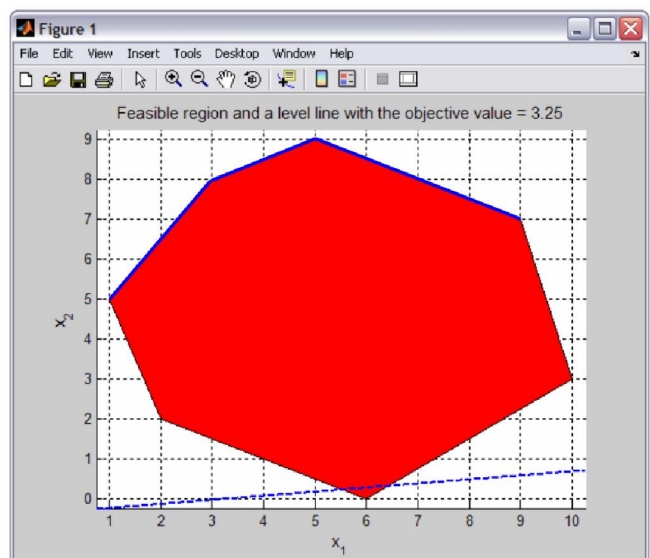 Figure 1
File Edit View Insert Tools Desktop Window Help
Feasible region and a level line with the objective value = 3.25
9
8
7
6
5
4
3
2
1
0
x2
1 2 3 4 5 6 7 8 9 10
x1